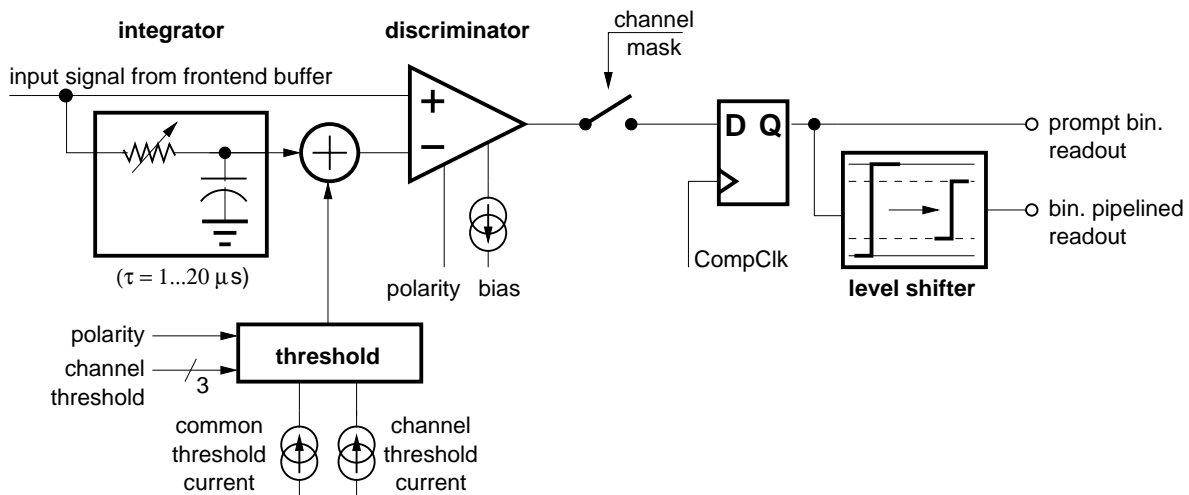 integrator
discriminator
channel
mask
input signal from frontend buffer
+
−
D Q
prompt bin.
readout
bin. pipelined
readout
(τ = 1...20 μs)
polarity
bias
CompClk
level shifter
polarity
channel
threshold
3
threshold
common
threshold
current
channel
threshold
current